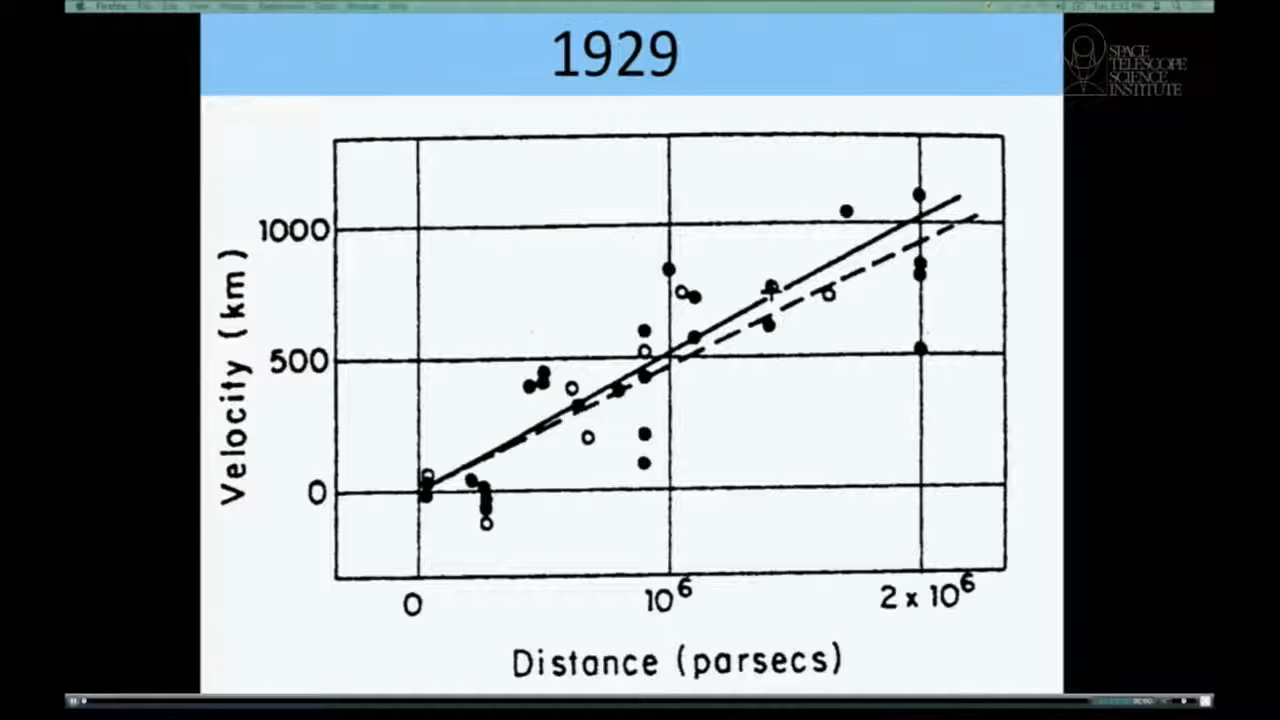 1929
SPACE
TELESCOPE
SCIENCE
INSTITUTE
1000
500
0
Velocity (km)
0
10⁶
2 x 10⁶
Distance (parsecs)